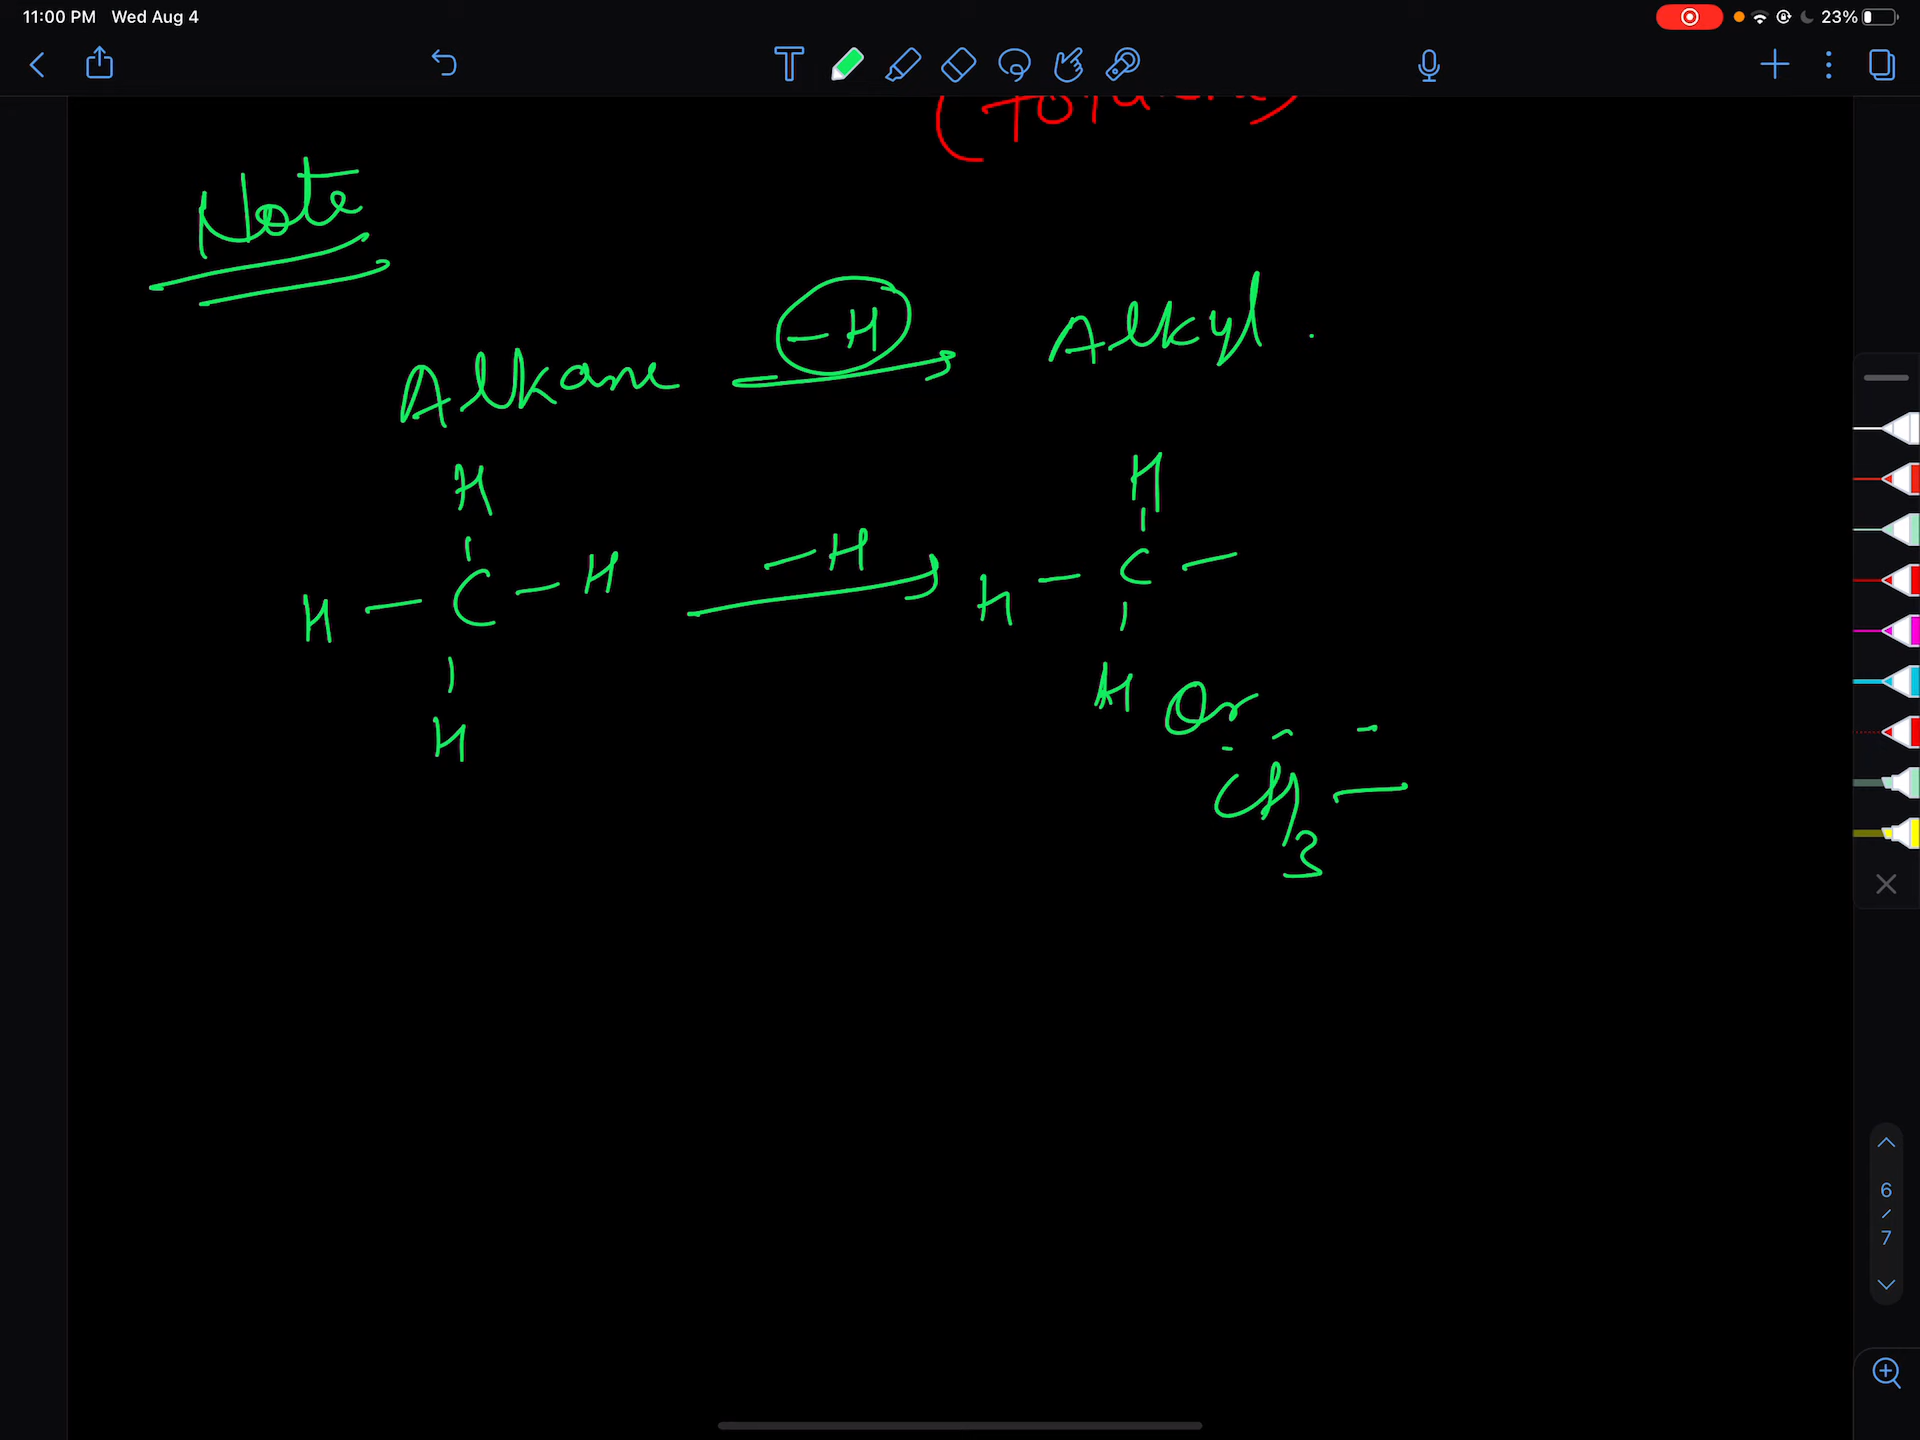 11:00 PM Wed Aug 4
23%
Note
Alkane -H Alkyl .
H
H - C - H
H
-H
H
H - C -
H
Or
CH3 -
6
/
7